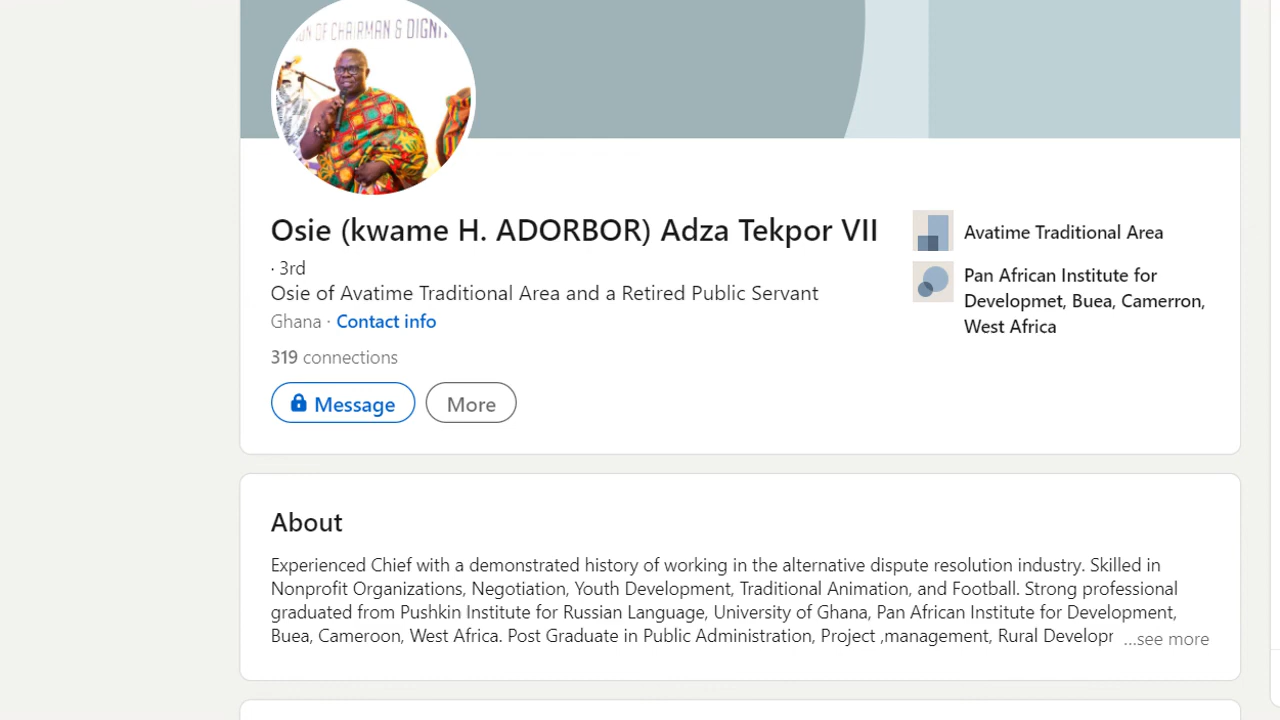 ION OF CHAIRMAN & DIGNI
Osie (kwame H. ADORBOR) Adza Tekpor VII
· 3rd
Osie of Avatime Traditional Area and a Retired Public Servant
Ghana · Contact info
319 connections
Message
More
Avatime Traditional Area
Pan African Institute for
Developmet, Buea, Camerron,
West Africa
About
Experienced Chief with a demonstrated history of working in the alternative dispute resolution industry. Skilled in
Nonprofit Organizations, Negotiation, Youth Development, Traditional Animation, and Football. Strong professional
graduated from Pushkin Institute for Russian Language, University of Ghana, Pan African Institute for Development,
Buea, Cameroon, West Africa. Post Graduate in Public Administration, Project ,management, Rural Developr ...see more